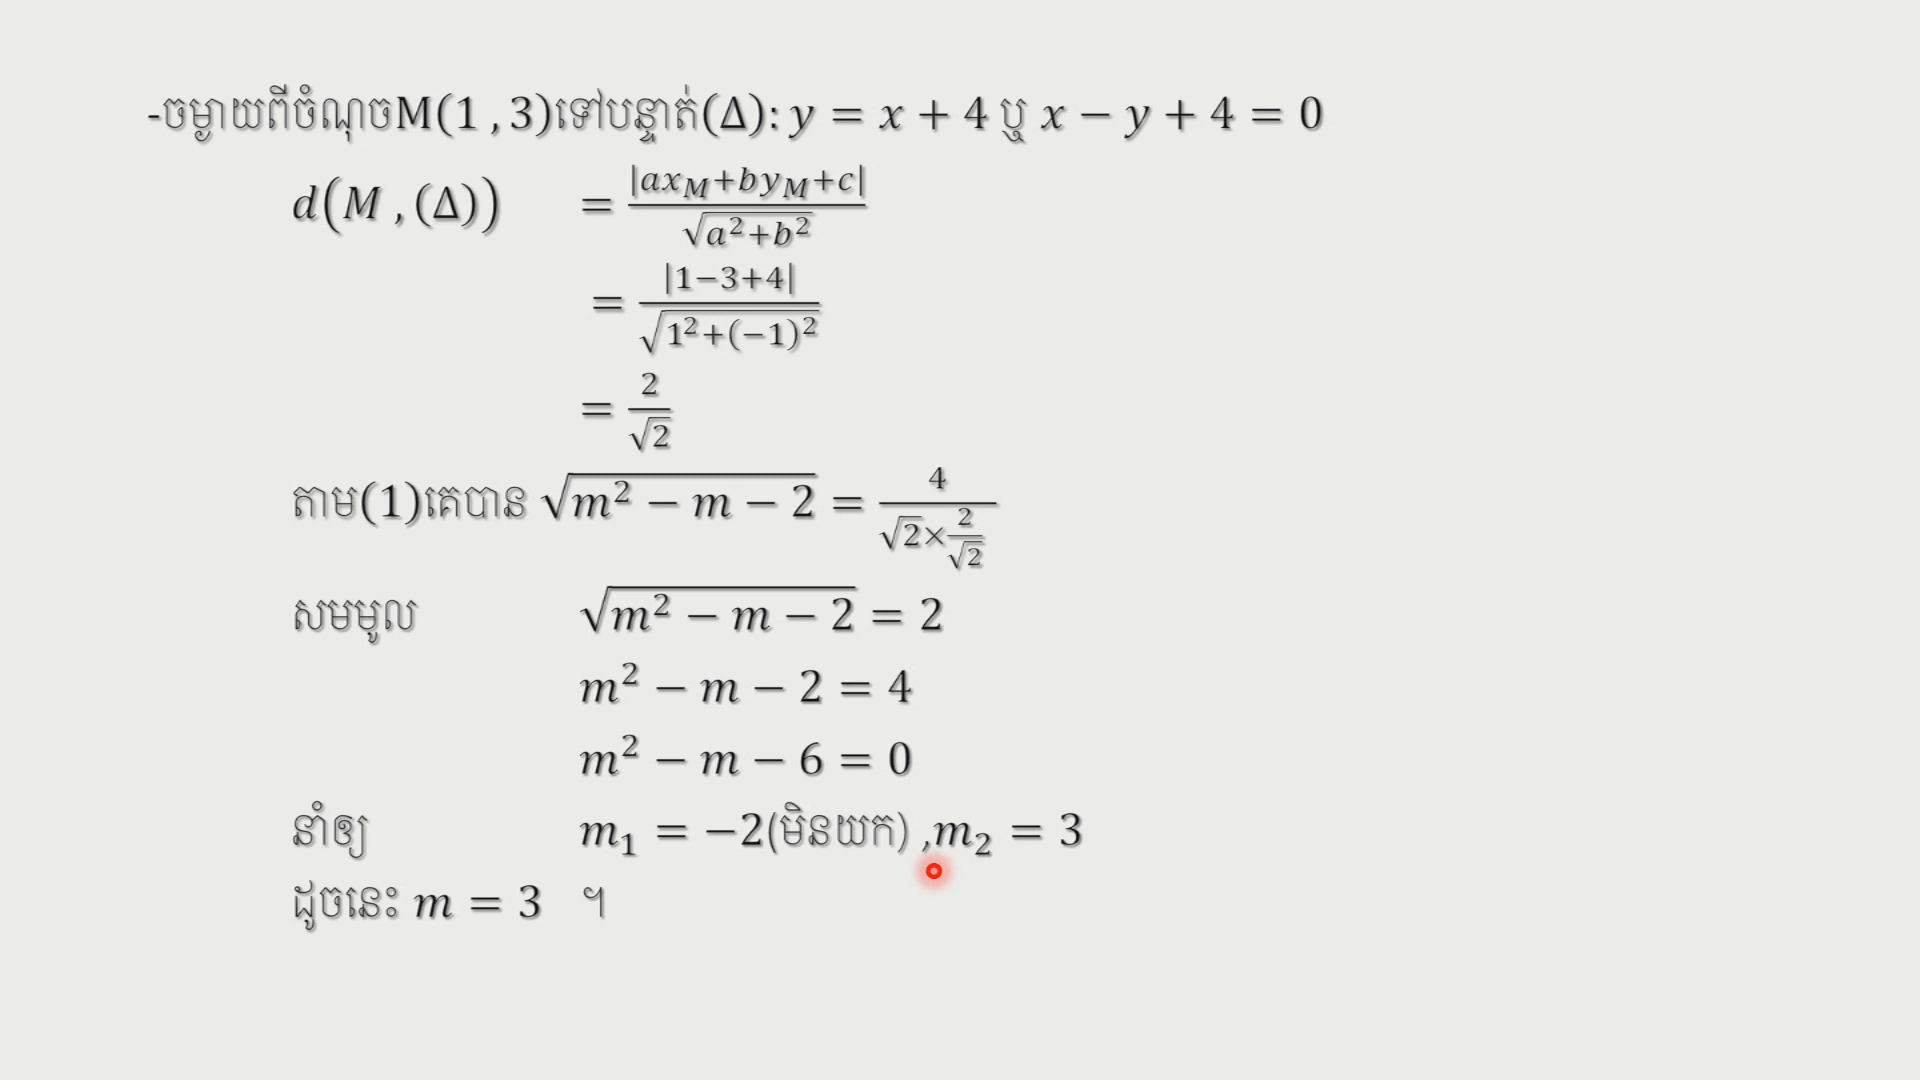 -ចម្ងាយពីចំណុចM(1 ,3)ទៅបន្ទាត់(Δ): y = x + 4 ឬ x − y + 4 = 0
d(M ,(Δ)) = |ax_M+by_M+c| / √(a²+b²)
= |1−3+4| / √(1²+(−1)²)
= 2/√2
តាម(1)គេបាន √(m² − m − 2) = 4 / (√2×2/√2)
សមមូល √(m² − m − 2) = 2
m² − m − 2 = 4
m² − m − 6 = 0
នាំឲ្យ m₁ = −2(មិនយក) ,m₂ = 3
ដូចនេះ m = 3 ។